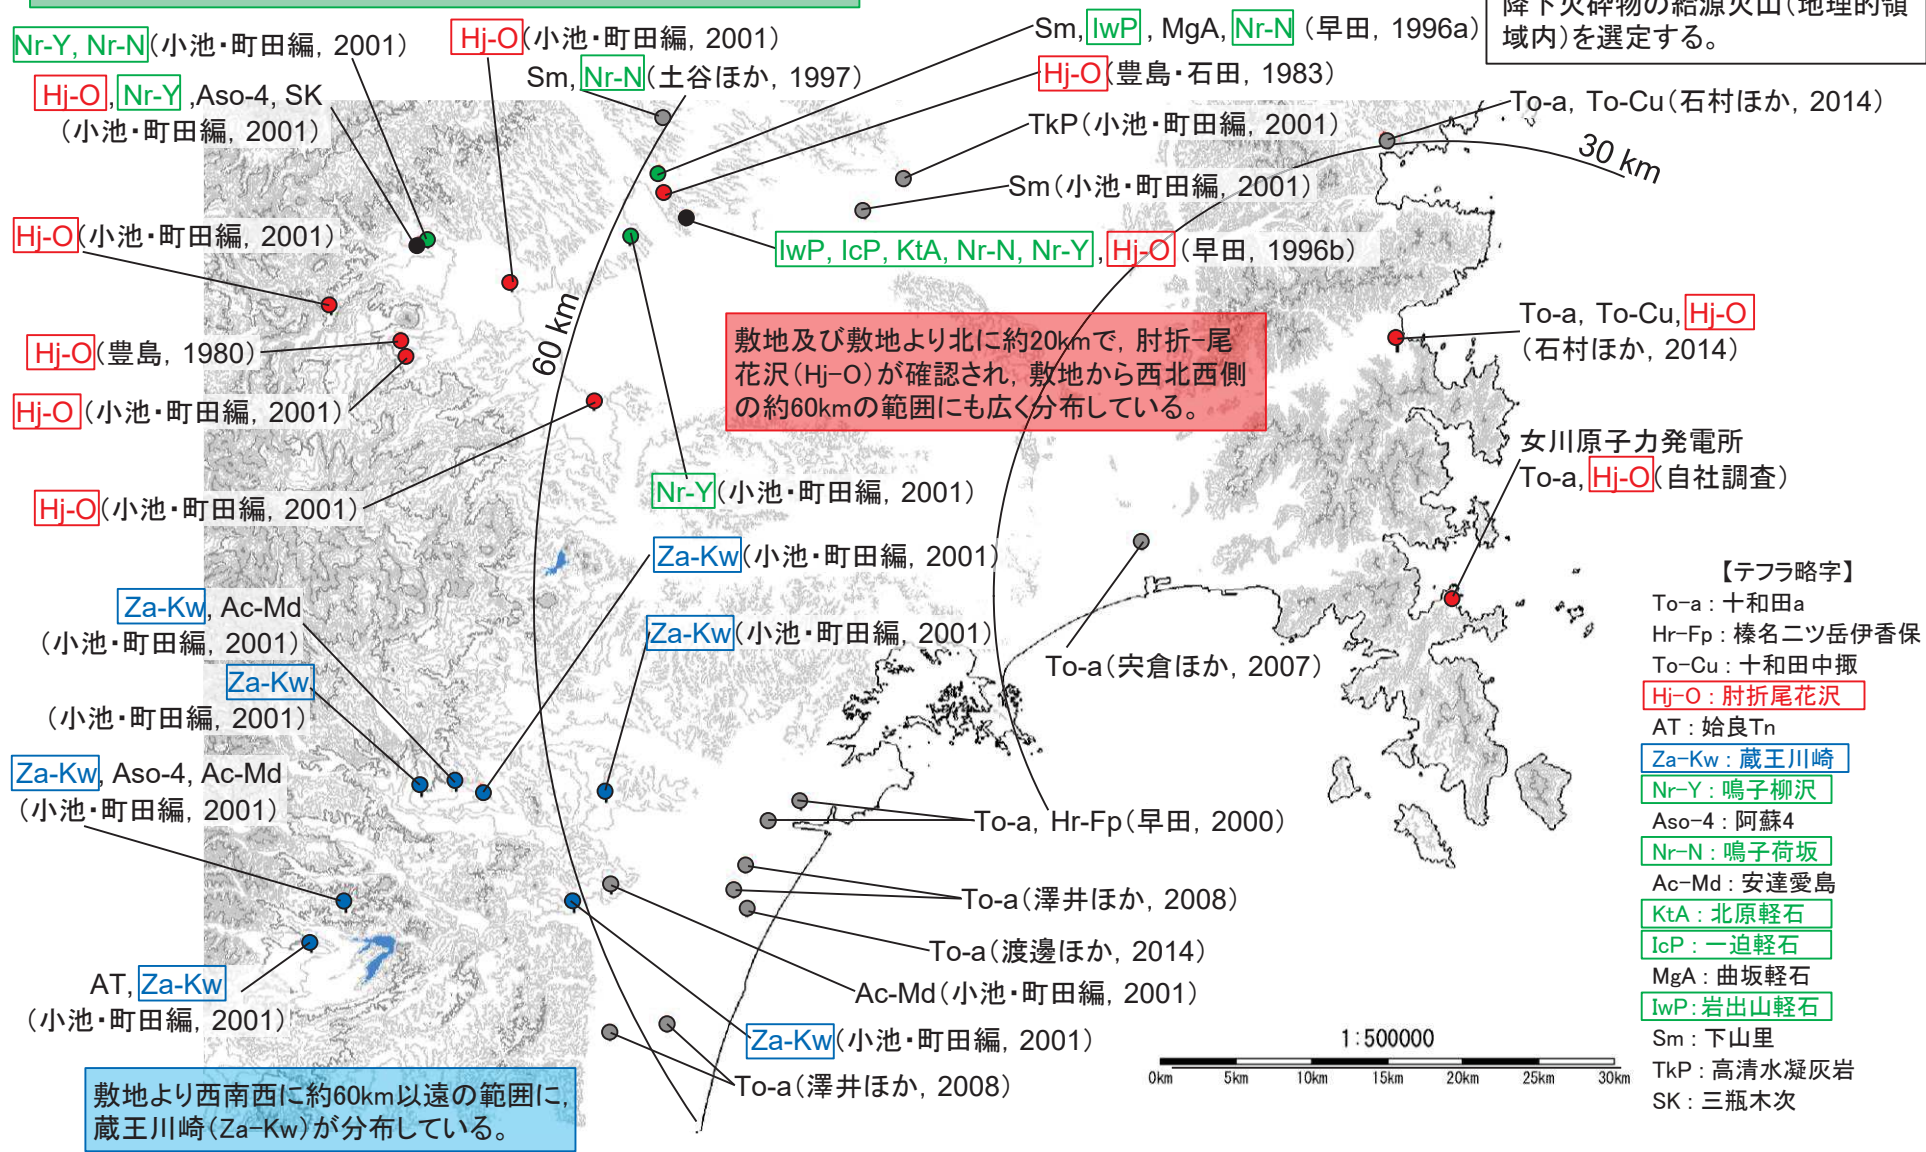 降下火砕物の給源火山(地理的領
域内)を選定する。
Nr-Y, Nr-N(小池・町田編, 2001)
Hj-O(小池・町田編, 2001)
Sm, IwP , MgA, Nr-N (早田, 1996a)
Hj-O, Nr-Y ,Aso-4, SK
(小池・町田編, 2001)
Sm, Nr-N(土谷ほか, 1997)
Hj-O(豊島・石田, 1983)
To-a, To-Cu(石村ほか, 2014)
TkP(小池・町田編, 2001)
30 km
Sm(小池・町田編, 2001)
Hj-O(小池・町田編, 2001)
IwP, IcP, KtA, Nr-N, Nr-Y, Hj-O (早田, 1996b)
60 km
To-a, To-Cu, Hj-O
(石村ほか, 2014)
Hj-O(豊島, 1980)
敷地及び敷地より北に約20kmで, 肘折-尾
花沢(Hj-O)が確認され, 敷地から西北西側
の約60kmの範囲にも広く分布している。
Hj-O(小池・町田編, 2001)
女川原子力発電所
To-a, Hj-O(自社調査)
Nr-Y(小池・町田編, 2001)
Hj-O(小池・町田編, 2001)
Za-Kw(小池・町田編, 2001)
Za-Kw, Ac-Md
(小池・町田編, 2001)
Za-Kw(小池・町田編, 2001)
To-a(宍倉ほか, 2007)
Za-Kw
(小池・町田編, 2001)
Za-Kw, Aso-4, Ac-Md
(小池・町田編, 2001)
To-a, Hr-Fp(早田, 2000)
To-a(澤井ほか, 2008)
To-a(渡邊ほか, 2014)
AT, Za-Kw
(小池・町田編, 2001)
Ac-Md(小池・町田編, 2001)
Za-Kw(小池・町田編, 2001)
To-a(澤井ほか, 2008)
敷地より西南西に約60km以遠の範囲に,
蔵王川崎(Za-Kw)が分布している。
1:500000
0km 5km 10km 15km 20km 25km 30km
【テフラ略字】
To-a : 十和田a
Hr-Fp : 榛名二ツ岳伊香保
To-Cu : 十和田中掫
Hj-O : 肘折尾花沢
AT : 姶良Tn
Za-Kw : 蔵王川崎
Nr-Y : 鳴子柳沢
Aso-4 : 阿蘇4
Nr-N : 鳴子荷坂
Ac-Md : 安達愛島
KtA : 北原軽石
IcP : 一迫軽石
MgA : 曲坂軽石
IwP : 岩出山軽石
Sm : 下山里
TkP : 高清水凝灰岩
SK : 三瓶木次